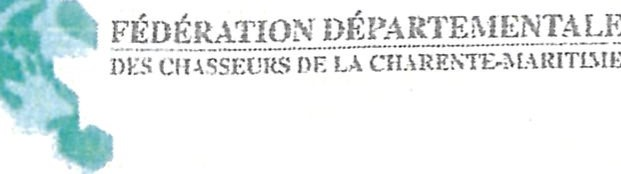 FÉDÉRATION DÉPARTEMENTALE
DES CHASSEURS DE LA CHARENTE-MARITIME